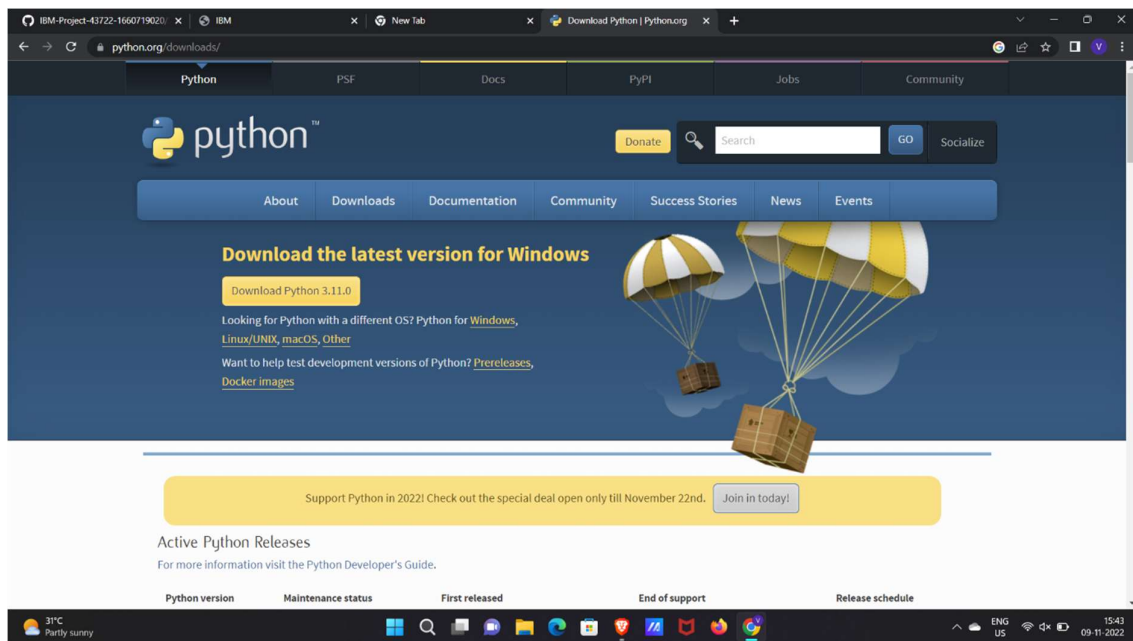 IBM-Project-43722-1660719020/
IBM
New Tab
Download Python | Python.org
python.org/downloads/
V
Python
PSF
Docs
PyPI
Jobs
Community
python™
Donate
Search
GO
Socialize
About
Downloads
Documentation
Community
Success Stories
News
Events
Download the latest version for Windows
Download Python 3.11.0
Looking for Python with a different OS? Python for Windows,
Linux/UNIX, macOS, Other
Want to help test development versions of Python? Prereleases,
Docker images
Support Python in 2022! Check out the special deal open only till November 22nd.
Join in today!
Active Python Releases
For more information visit the Python Developer's Guide.
Python version
Maintenance status
First released
End of support
Release schedule
31°C
Partly sunny
ENG
US
15:43
09-11-2022